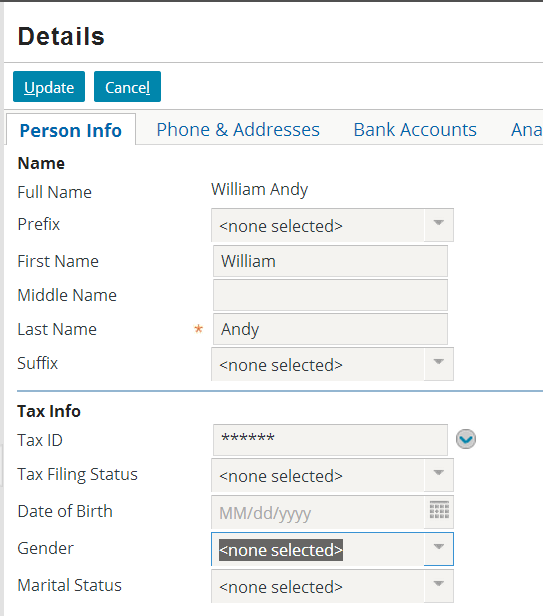 Details
Update Cancel
Person Info Phone & Addresses Bank Accounts Ana
Name
Full Name William Andy
Prefix <none selected>
First Name William
Middle Name
Last Name * Andy
Suffix <none selected>
Tax Info
Tax ID ******
Tax Filing Status <none selected>
Date of Birth MM/dd/yyyy
Gender <none selected>
Marital Status <none selected>